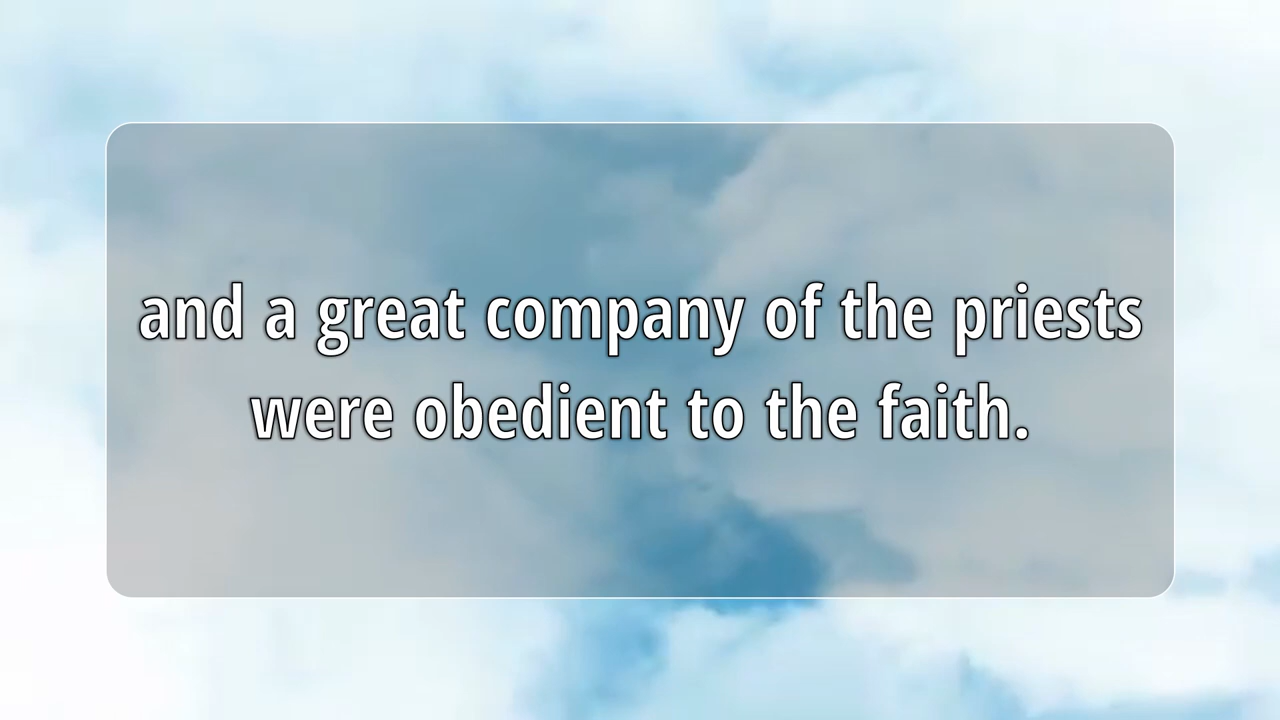 and a great company of the priests
were obedient to the faith.